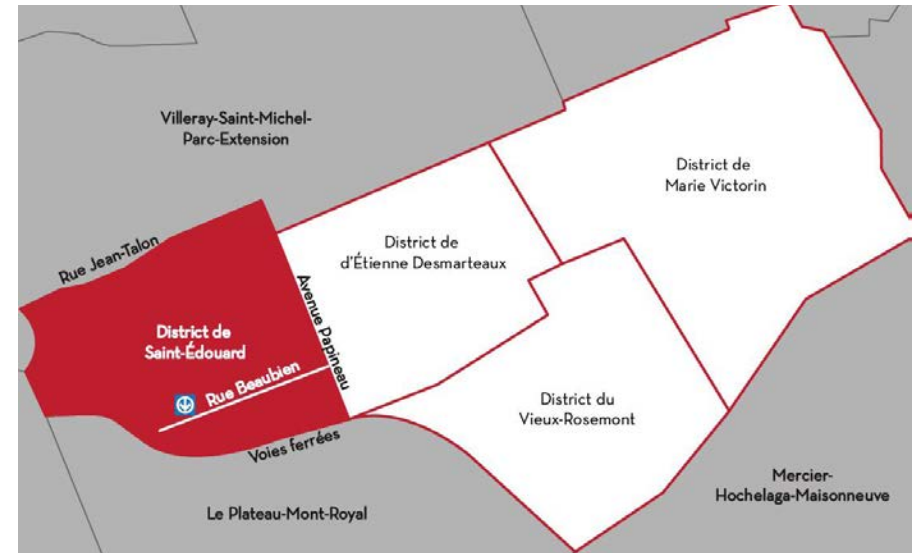 Villeray-Saint-Michel-
Parc-Extension
District de
Marie Victorin
Rue Jean-Talon
District de
d'Étienne Desmarteaux
Avenue Papineau
District de
Saint-Édouard
Rue Beaubien
District du
Vieux-Rosemont
Voies ferrées
Mercier-
Hochelaga-Maisonneuve
Le Plateau-Mont-Royal